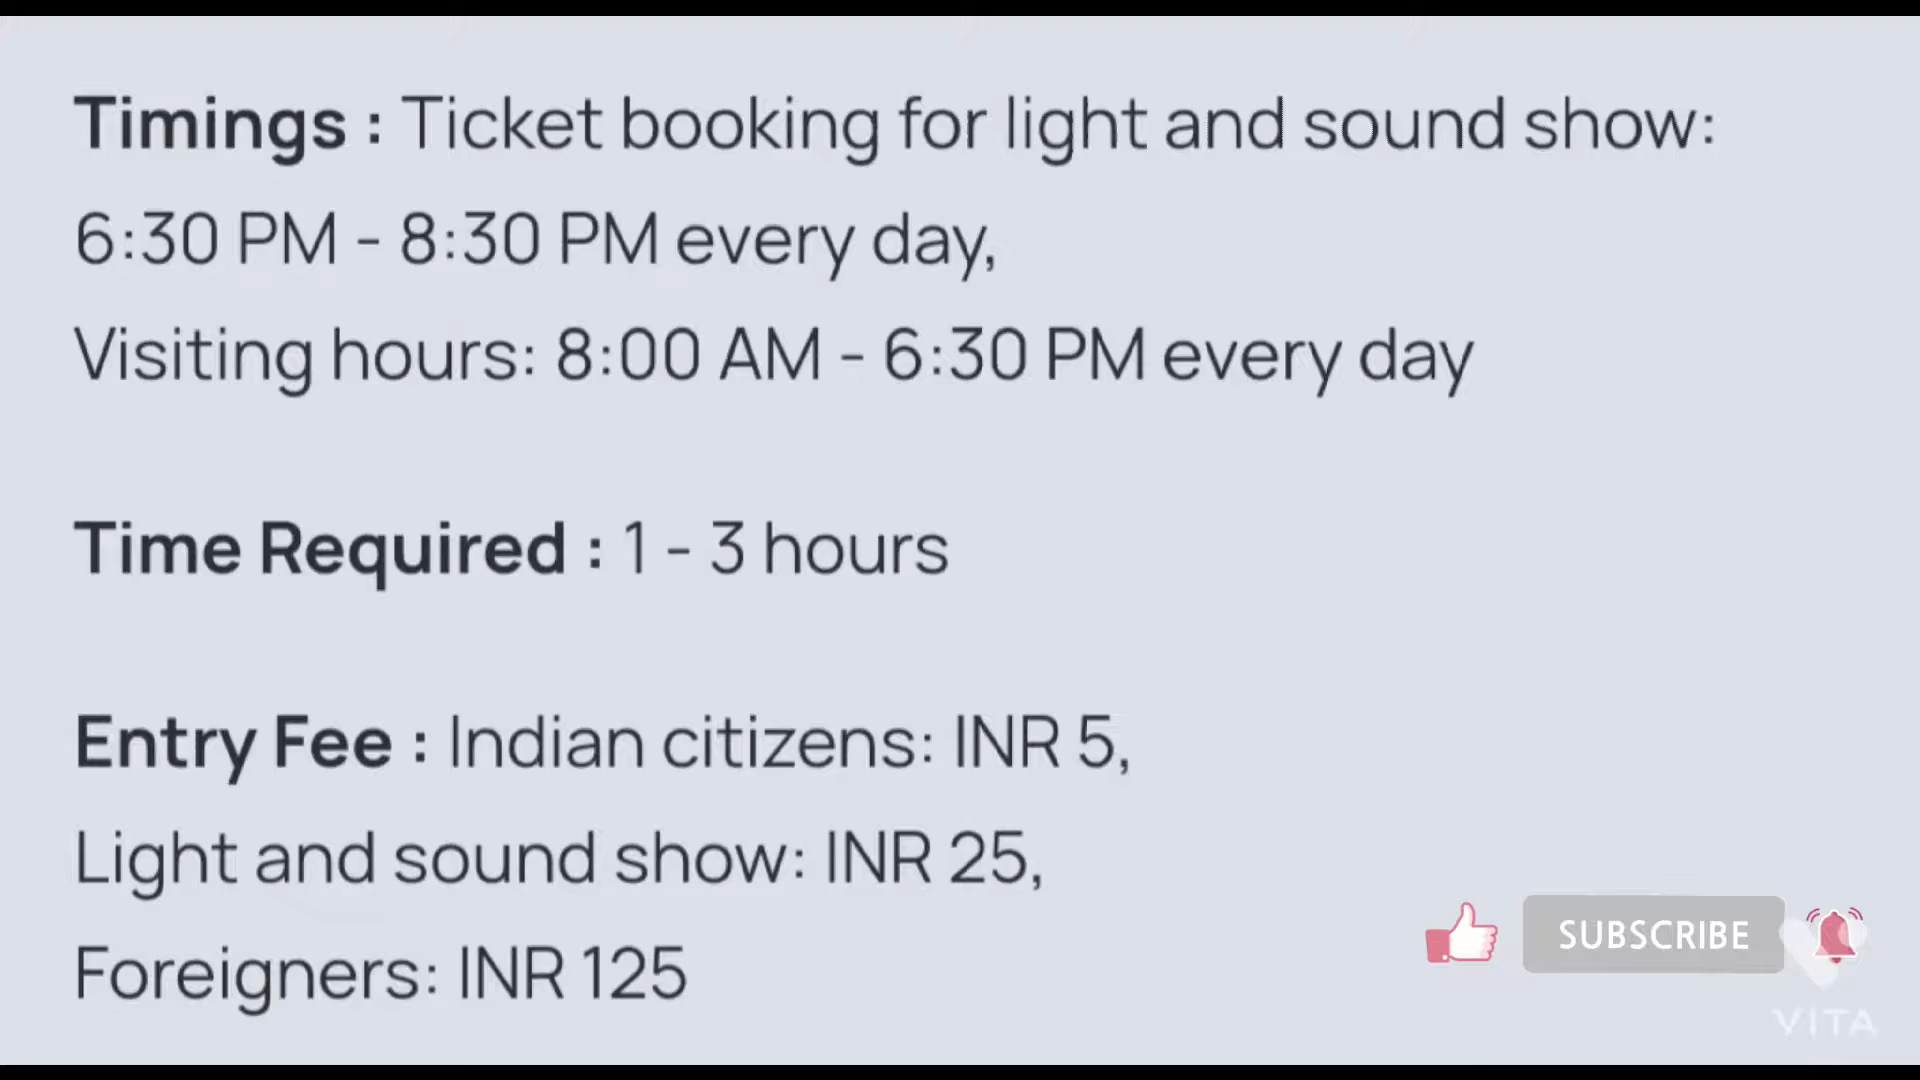 Timings : Ticket booking for light and sound show:
6:30 PM - 8:30 PM every day,
Visiting hours: 8:00 AM - 6:30 PM every day
Time Required : 1 - 3 hours
Entry Fee : Indian citizens: INR 5,
Light and sound show: INR 25,
Foreigners: INR 125
SUBSCRIBE
VITA